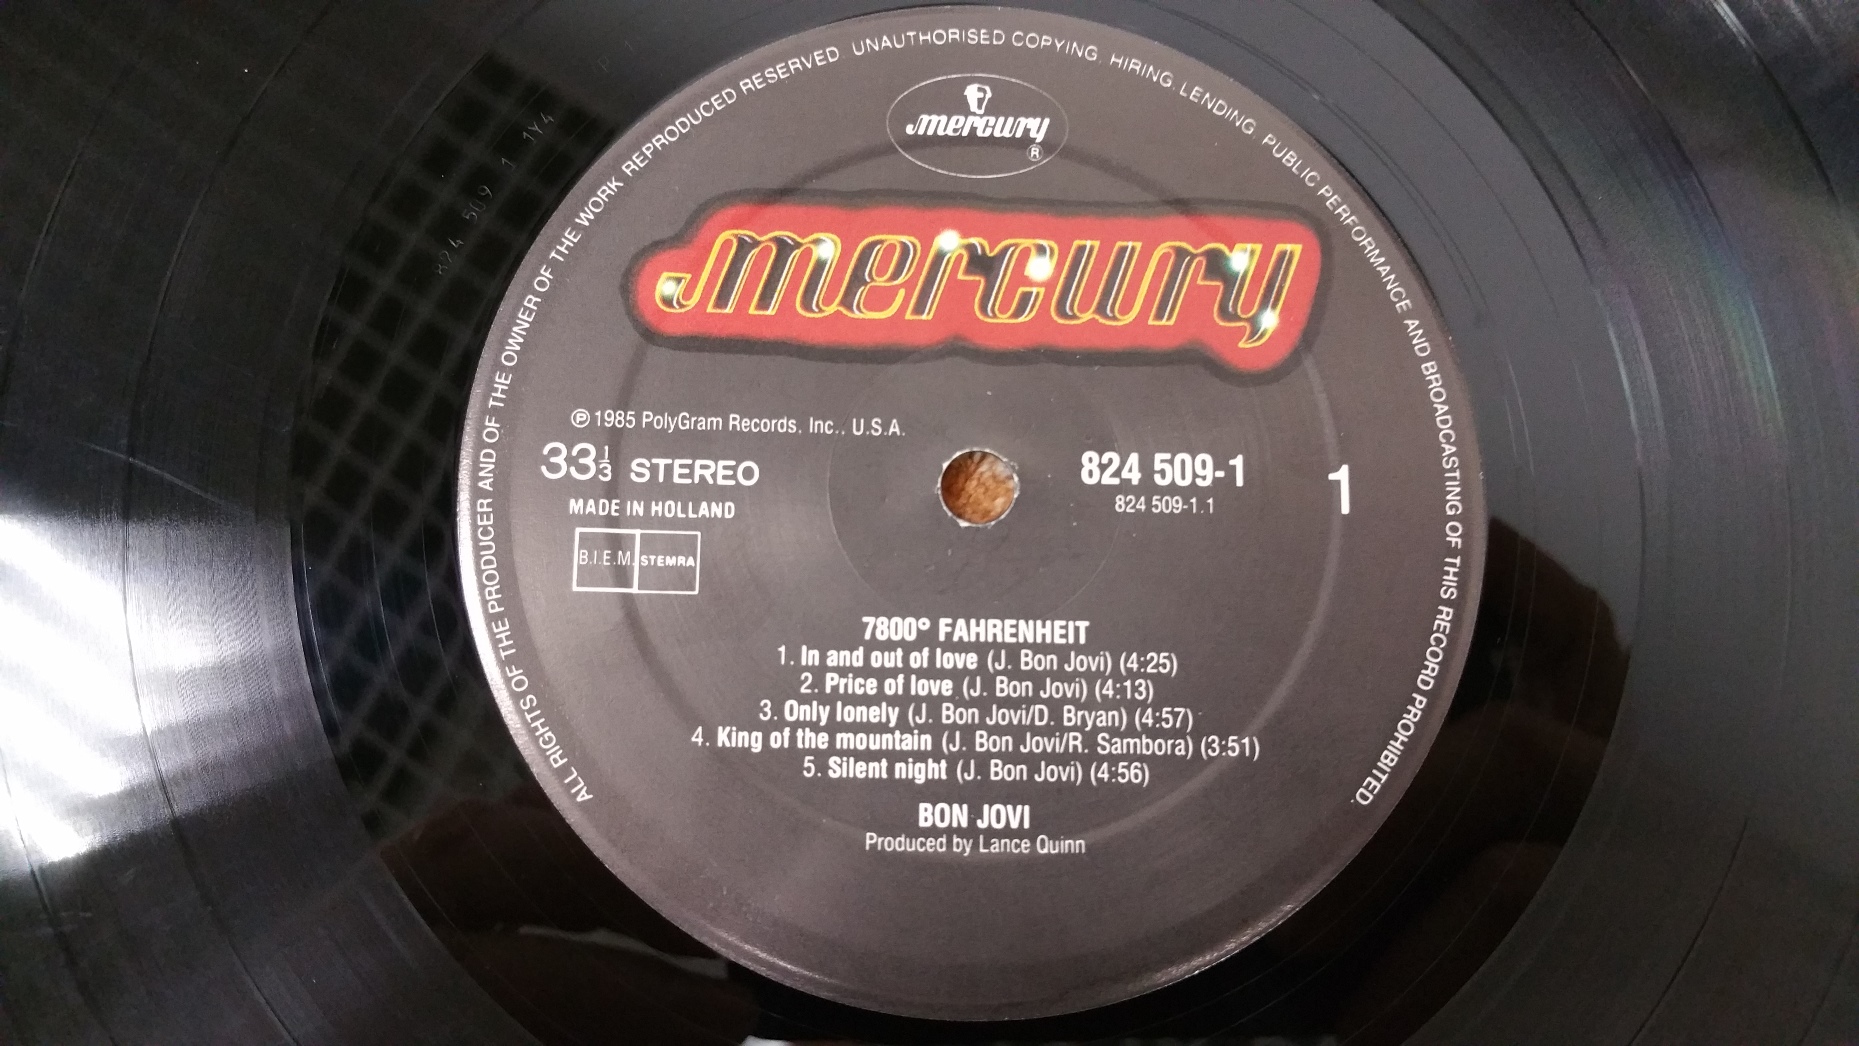 ALL RIGHTS OF THE PRODUCER AND OF THE OWNER OF THE WORK REPRODUCED RESERVED. UNAUTHORISED COPYING. HIRING. LENDING. PUBLIC PERFORMANCE AND BROADCASTING OF THIS RECORD PROHIBITED.
mercury
®
mercury
℗ 1985 PolyGram Records, Inc., U.S.A.
33⅓ STEREO
MADE IN HOLLAND
B.I.E.M. STEMRA
824 509-1
824 509-1.1
1
7800° FAHRENHEIT
1. In and out of love (J. Bon Jovi) (4:25)
2. Price of love (J. Bon Jovi) (4:13)
3. Only lonely (J. Bon Jovi/D. Bryan) (4:57)
4. King of the mountain (J. Bon Jovi/R. Sambora) (3:51)
5. Silent night (J. Bon Jovi) (4:56)
BON JOVI
Produced by Lance Quinn
824 509 1 1Y4